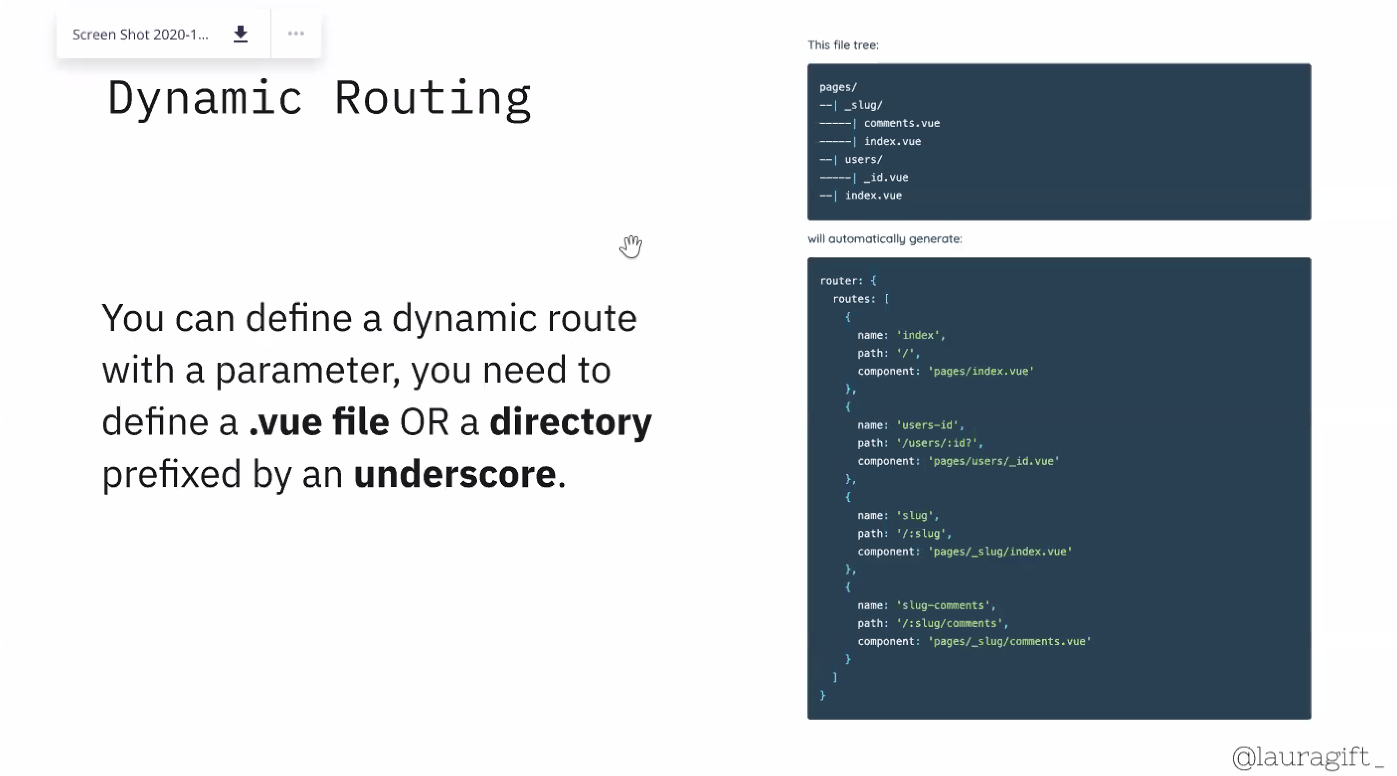 Screen Shot 2020-1...
Dynamic Routing
You can define a dynamic route
with a parameter, you need to
define a .vue file OR a directory
prefixed by an underscore.
This file tree:
pages/
--| _slug/
-----| comments.vue
-----| index.vue
--| users/
-----| _id.vue
--| index.vue
will automatically generate:
router: {
  routes: [
    {
      name: 'index',
      path: '/',
      component: 'pages/index.vue'
    },
    {
      name: 'users-id',
      path: '/users/:id?',
      component: 'pages/users/_id.vue'
    },
    {
      name: 'slug',
      path: '/:slug',
      component: 'pages/_slug/index.vue'
    },
    {
      name: 'slug-comments',
      path: '/:slug/comments',
      component: 'pages/_slug/comments.vue'
    }
  ]
}
@lauragift_